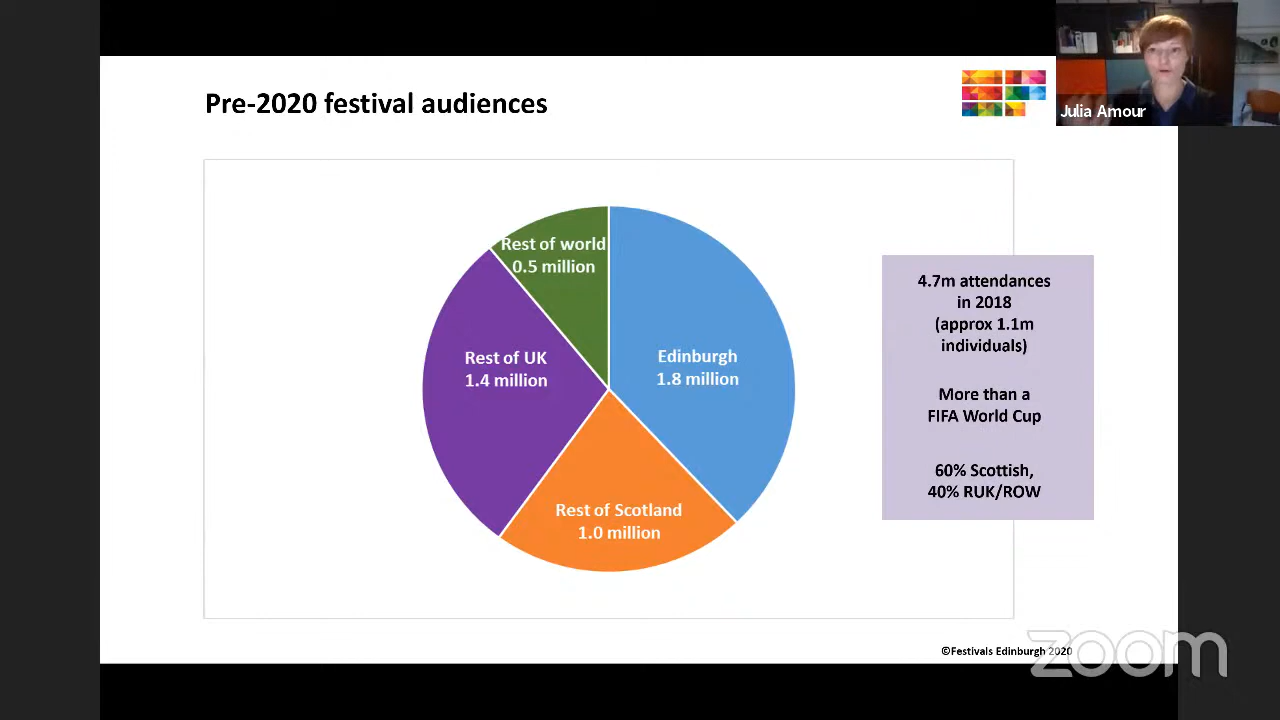 Pre-2020 festival audiences
Julia Amour
Rest of world
0.5 million
Rest of UK
1.4 million
Edinburgh
1.8 million
Rest of Scotland
1.0 million
4.7m attendances
in 2018
(approx 1.1m
individuals)
More than a
FIFA World Cup
60% Scottish,
40% RUK/ROW
©Festivals Edinburgh 2020
zoom